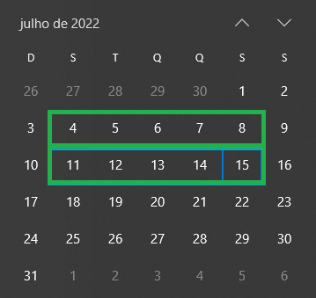 julho de 2022
D S T Q Q S S
26 27 28 29 30 1 2
3 4 5 6 7 8 9
10 11 12 13 14 15 16
17 18 19 20 21 22 23
24 25 26 27 28 29 30
31 1 2 3 4 5 6